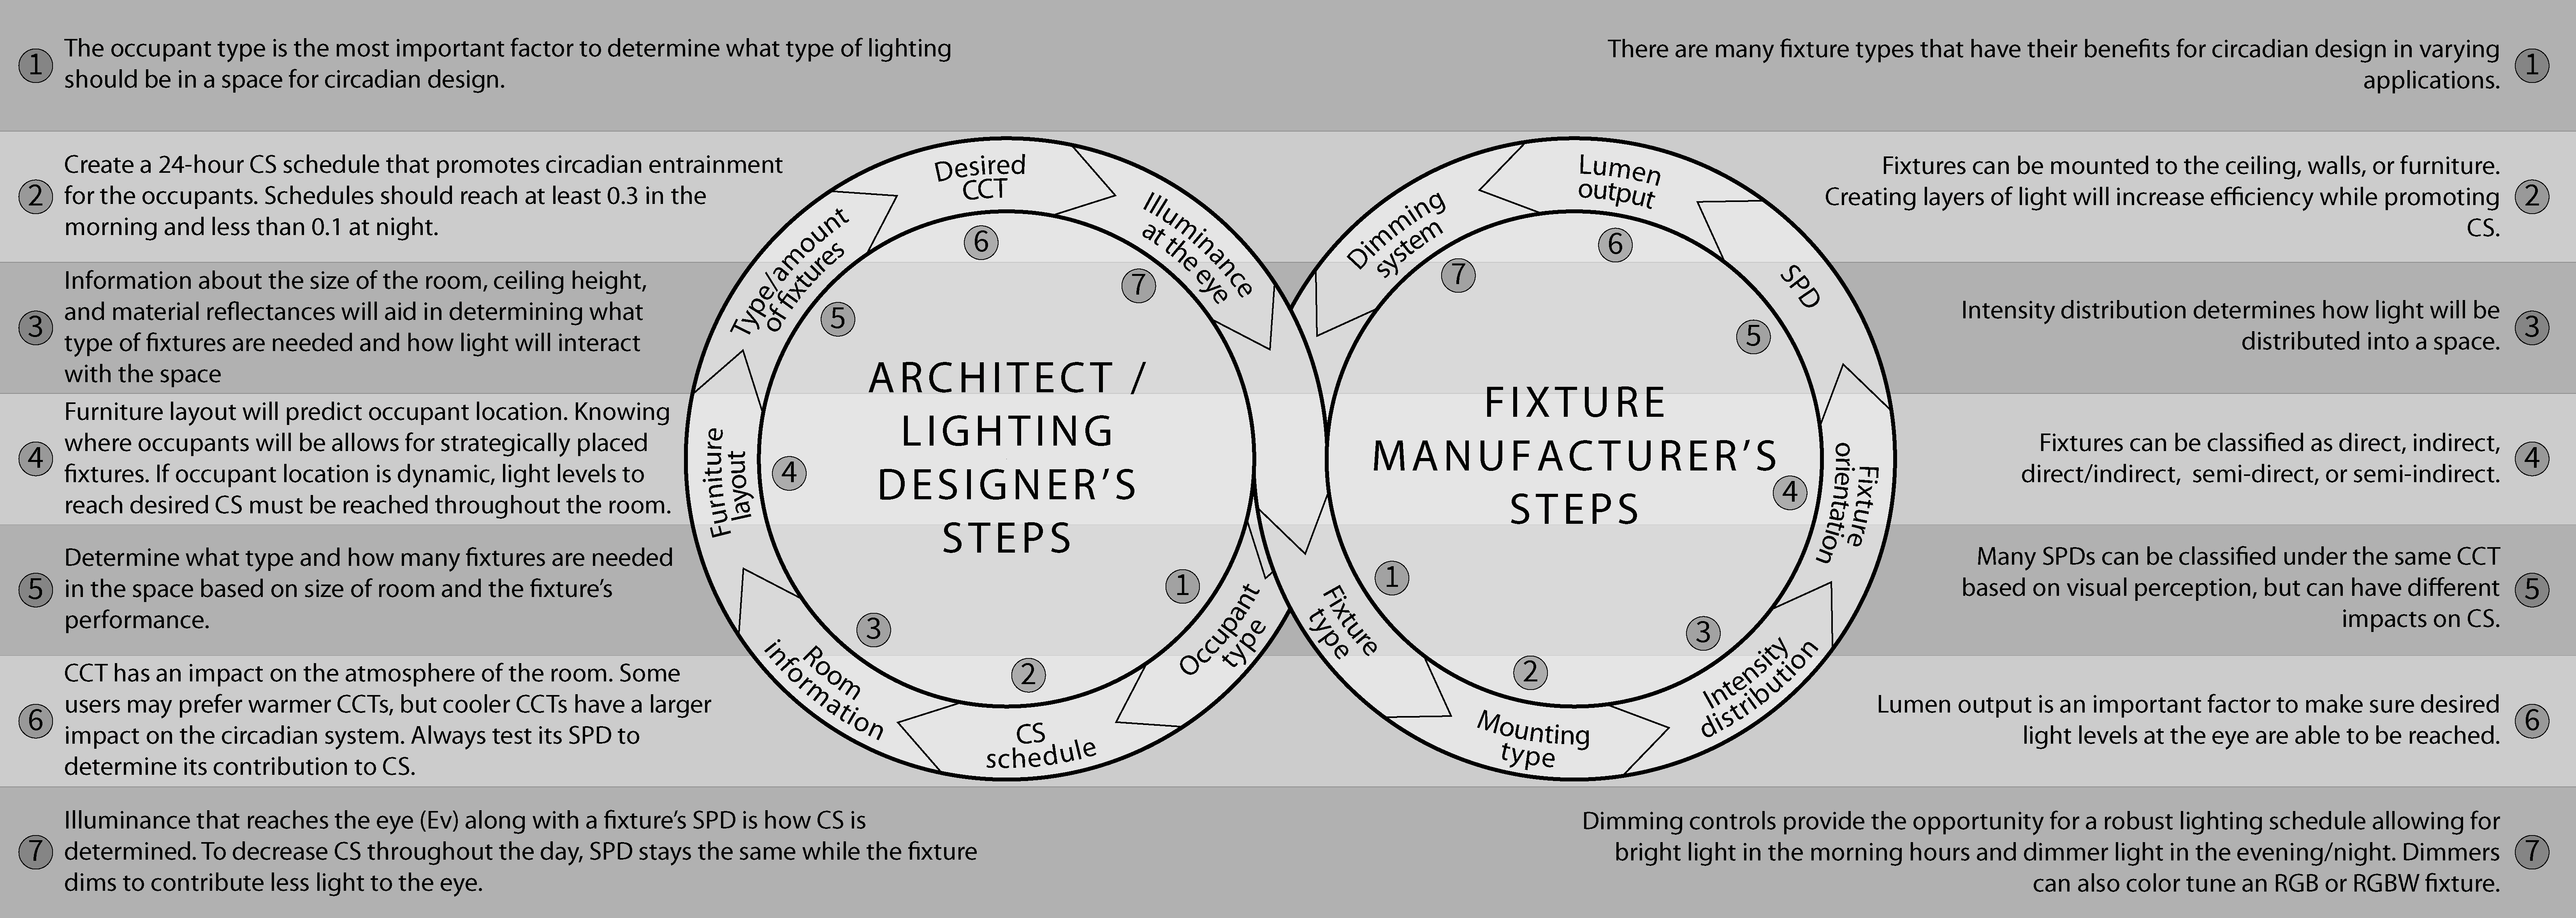 1
The occupant type is the most important factor to determine what type of lighting
should be in a space for circadian design.
2
Create a 24-hour CS schedule that promotes circadian entrainment
for the occupants. Schedules should reach at least 0.3 in the
morning and less than 0.1 at night.
3
Information about the size of the room, ceiling height,
and material reflectances will aid in determining what
type of fixtures are needed and how light will interact
with the space
4
Furniture layout will predict occupant location. Knowing
where occupants will be allows for strategically placed
fixtures. If occupant location is dynamic, light levels to
reach desired CS must be reached throughout the room.
5
Determine what type and how many fixtures are needed
in the space based on size of room and the fixture’s
performance.
6
CCT has an impact on the atmosphere of the room. Some
users may prefer warmer CCTs, but cooler CCTs have a larger
impact on the circadian system. Always test its SPD to
determine its contribution to CS.
7
Illuminance that reaches the eye (Ev) along with a fixture’s SPD is how CS is
determined. To decrease CS throughout the day, SPD stays the same while the fixture
dims to contribute less light to the eye.
ARCHITECT /
LIGHTING
DESIGNER’S
STEPS
1
Occupant
type
2
CS
schedule
3
Room
information
4
Furniture
layout
5
Type/amount
of fixtures
6
Desired
CCT
7
Illuminance
at the eye
FIXTURE
MANUFACTURER’S
STEPS
1
Fixture
type
2
Mounting
type
3
Intensity
distribution
4
Fixture
orientation
5
SPD
6
Lumen
output
7
Dimming
system
There are many fixture types that have their benefits for circadian design in varying
applications.
1
Fixtures can be mounted to the ceiling, walls, or furniture.
Creating layers of light will increase efficiency while promoting
CS.
2
Intensity distribution determines how light will be
distributed into a space.
3
Fixtures can be classified as direct, indirect,
direct/indirect, semi-direct, or semi-indirect.
4
Many SPDs can be classified under the same CCT
based on visual perception, but can have different
impacts on CS.
5
Lumen output is an important factor to make sure desired
light levels at the eye are able to be reached.
6
Dimming controls provide the opportunity for a robust lighting schedule allowing for
bright light in the morning hours and dimmer light in the evening/night. Dimmers
can also color tune an RGB or RGBW fixture.
7